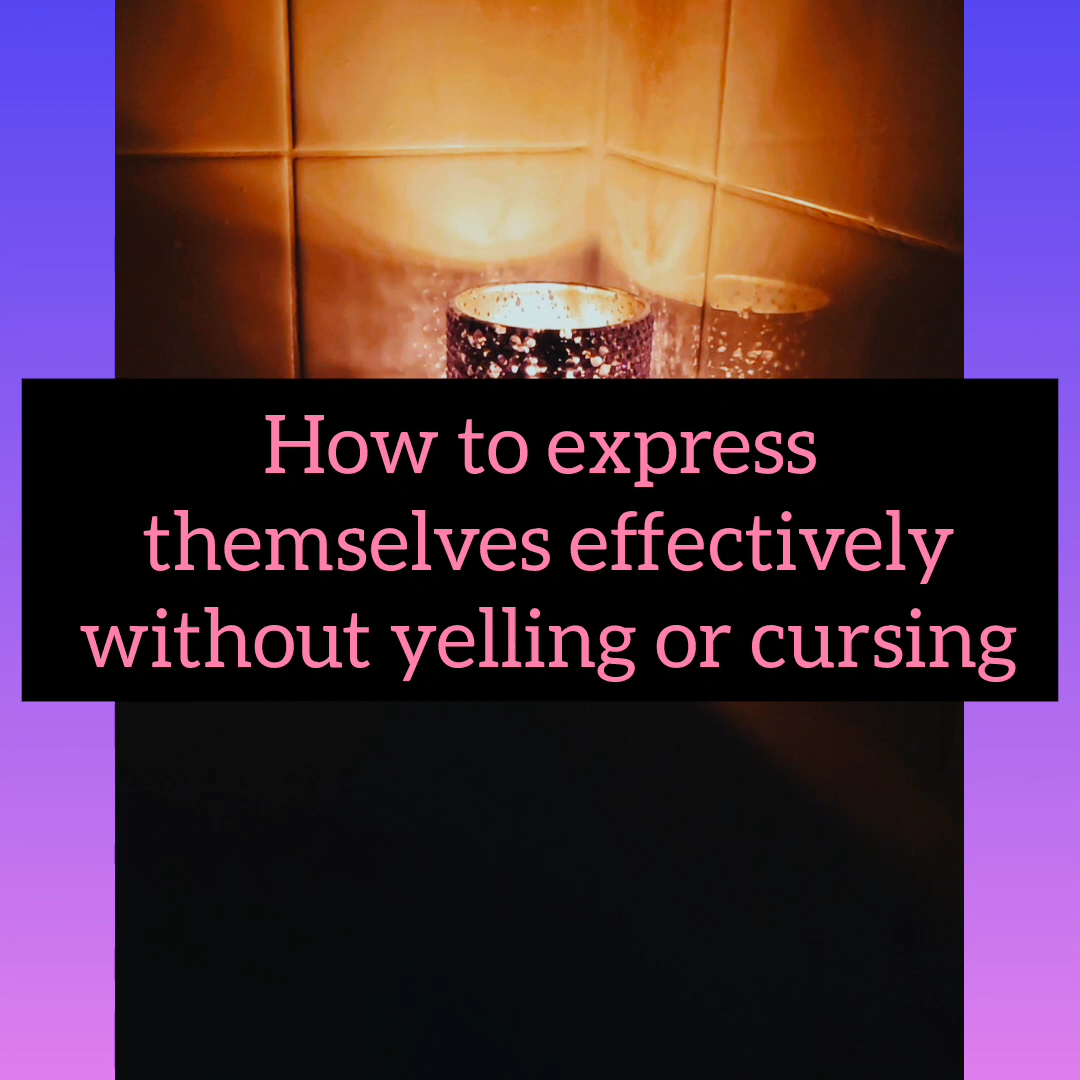 How to express
themselves effectively
without yelling or cursing